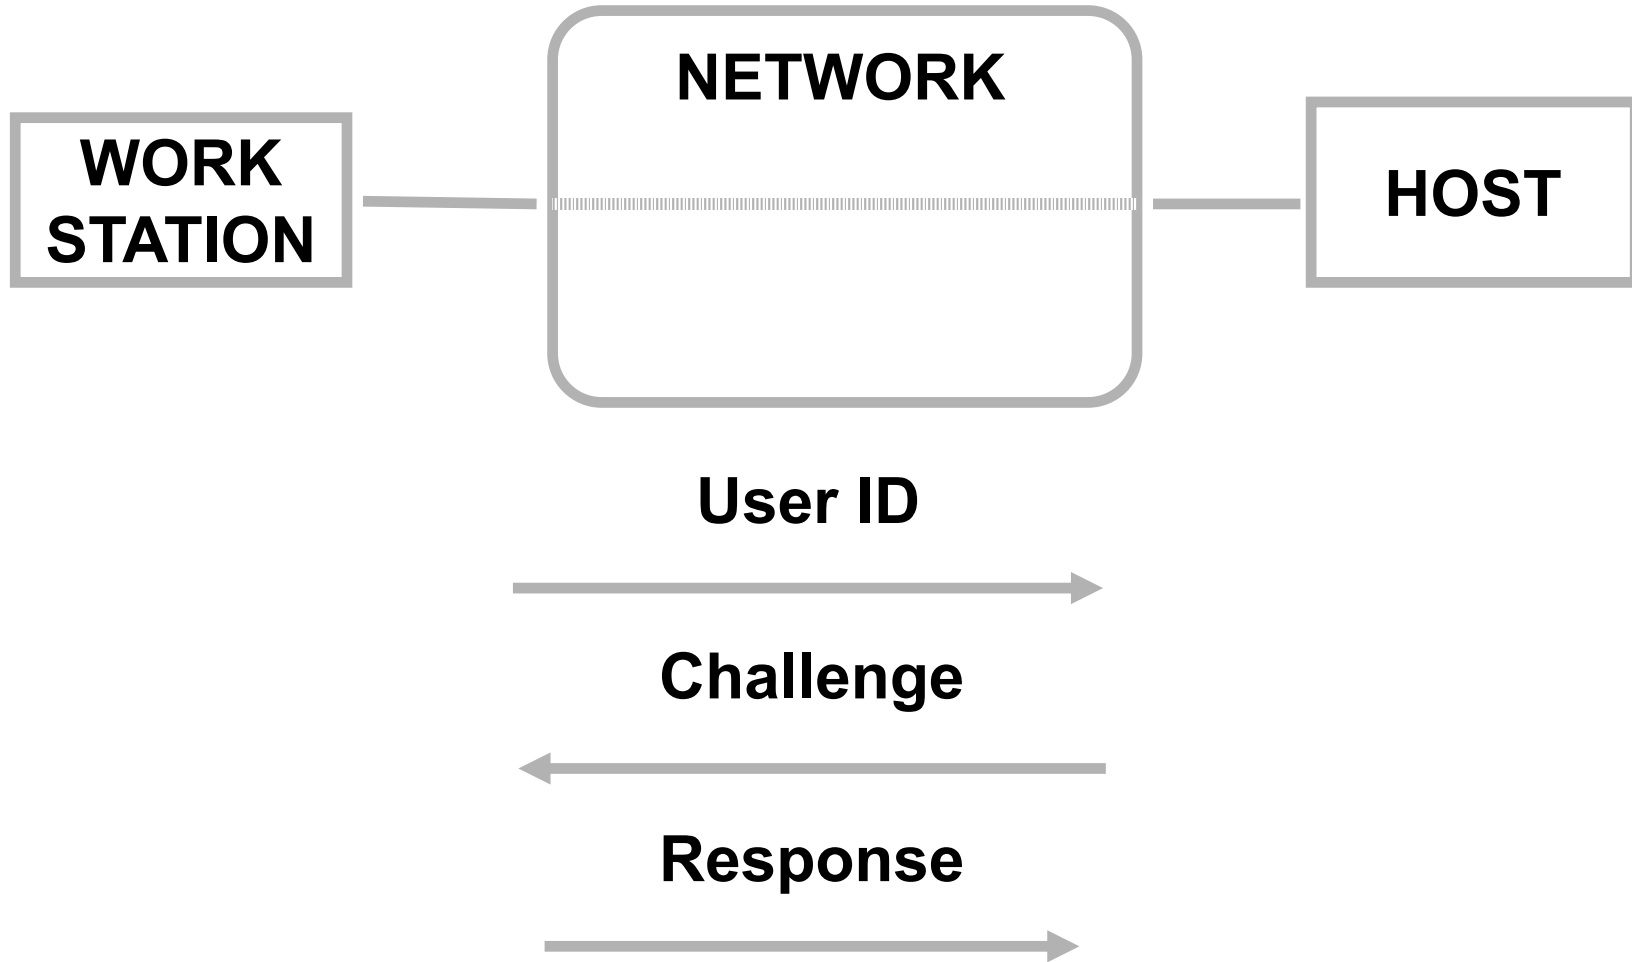 NETWORK
WORK
STATION
HOST
User ID
Challenge
Response